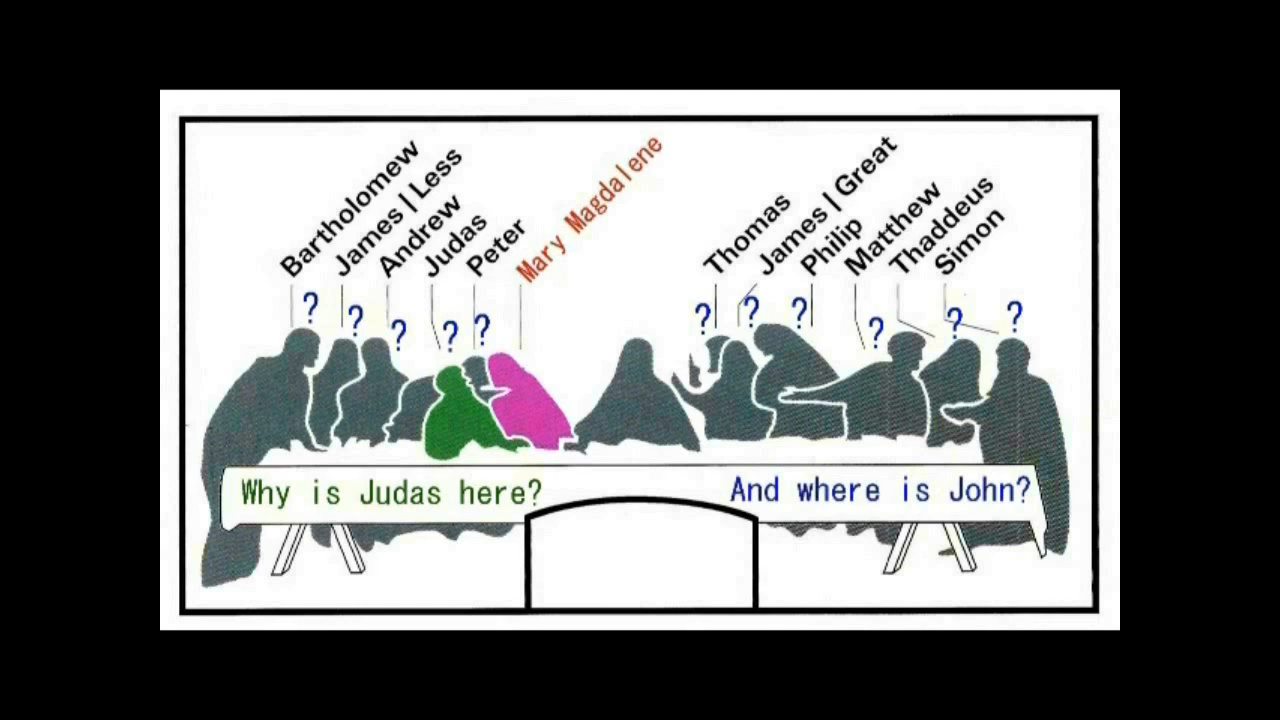 Bartholomew
James | Less
Andrew
Judas
Peter
Mary Magdalene
Thomas
James | Great
Philip
Matthew
Thaddeus
Simon
?
?
?
?
?
?
?
?
?
?
?
Why is Judas here?
And where is John?